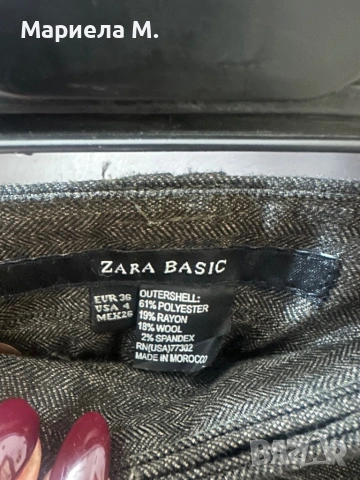 Мариела М.
ZARA BASIC
EUR 36
USA 4
MEX 26
OUTERSHELL:
61% POLYESTER
19% RAYON
18% WOOL
2% SPANDEX
RN(USA)77302
MADE IN MOROCCO
BAZAR